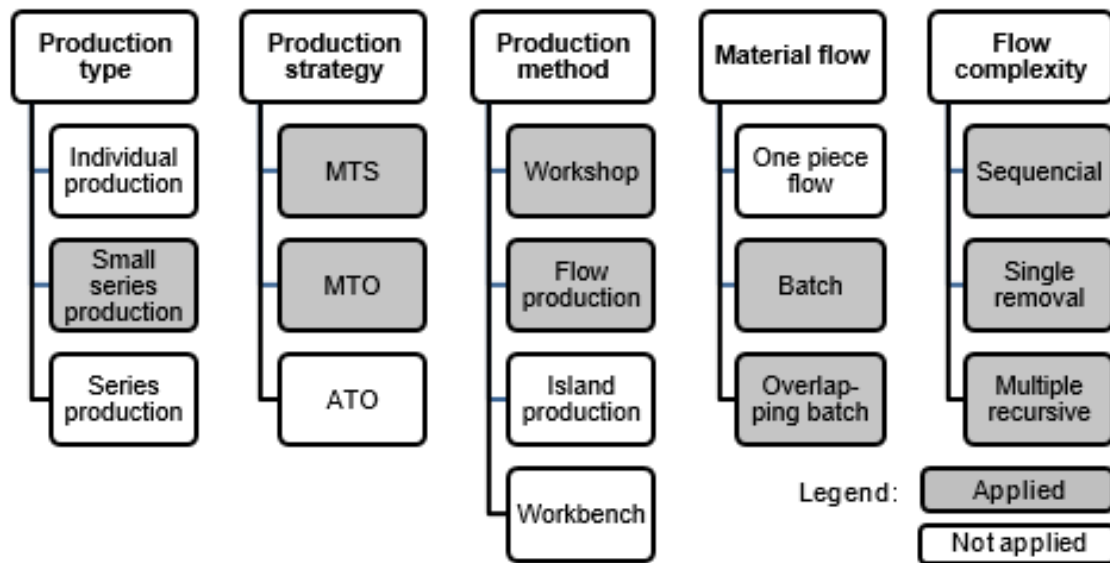 Production
type
Production
strategy
Production
method
Material flow
Flow
complexity
Individual
production
MTS
Workshop
One piece
flow
Sequencial
Small
series
production
MTO
Flow
production
Batch
Single
removal
Series
production
ATO
Island
production
Overlap-
ping batch
Multiple
recursive
Workbench
Legend:
Applied
Not applied